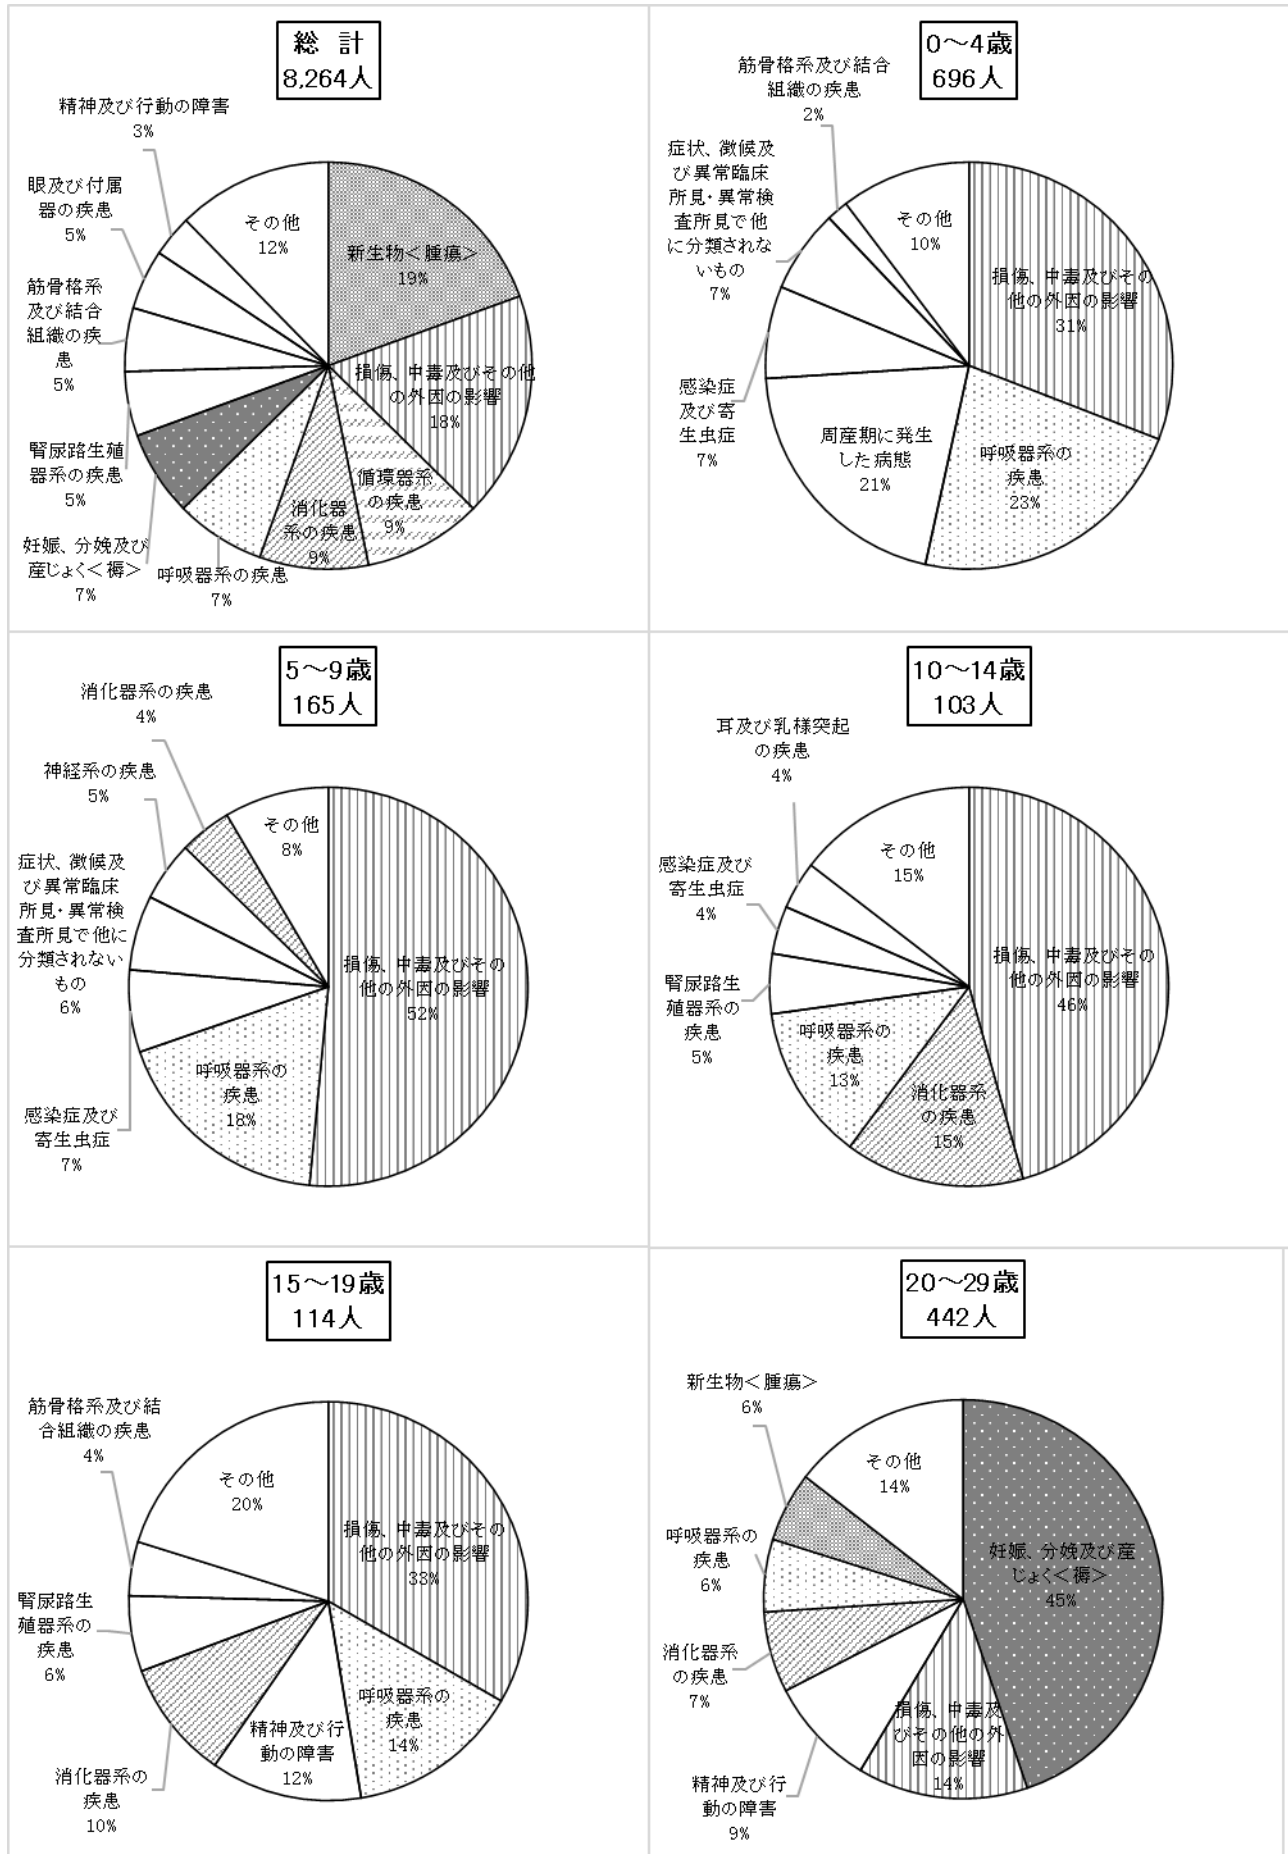 総 計
8,264人
精神及び行動の障害
3%
眼及び付属
器の疾患
5%
筋骨格系
及び結合
組織の疾
患
5%
腎尿路生殖
器系の疾患
5%
妊娠、分娩及び
産じょく<褥>
7%
呼吸器系の疾患
7%
消化器
系の疾患
9%
循環器系
の疾患
9%
損傷、中毒及びその他
の外因の影響
18%
新生物<腫瘍>
19%
その他
12%
0～4歳
696人
筋骨格系及び結合
組織の疾患
2%
症状、徴候及
び異常臨床
所見・異常検
査所見で他
に分類されな
いもの
7%
感染症
及び寄
生虫症
7%
周産期に発生
した病態
21%
呼吸器系の
疾患
23%
損傷、中毒及びその
他の外因の影響
31%
その他
10%
5～9歳
165人
消化器系の疾患
4%
神経系の疾患
5%
症状、徴候及
び異常臨床
所見・異常検
査所見で他に
分類されない
もの
6%
感染症及び
寄生虫症
7%
呼吸器系の
疾患
18%
損傷、中毒及びその
他の外因の影響
52%
その他
8%
10～14歳
103人
耳及び乳様突起
の疾患
4%
感染症及び
寄生虫症
4%
腎尿路生
殖器系の
疾患
5%
呼吸器系の
疾患
13%
消化器系
の疾患
15%
損傷、中毒及びその
他の外因の影響
46%
その他
15%
15～19歳
114人
筋骨格系及び結
合組織の疾患
4%
腎尿路生
殖器系の
疾患
6%
消化器系の
疾患
10%
精神及び行
動の障害
12%
呼吸器系の
疾患
14%
損傷、中毒及びその
他の外因の影響
33%
その他
20%
20～29歳
442人
新生物<腫瘍>
6%
呼吸器系の
疾患
6%
消化器系
の疾患
7%
精神及び行
動の障害
9%
損傷、中毒及
びその他の外
因の影響
14%
妊娠、分娩及び産
じょく<褥>
45%
その他
14%